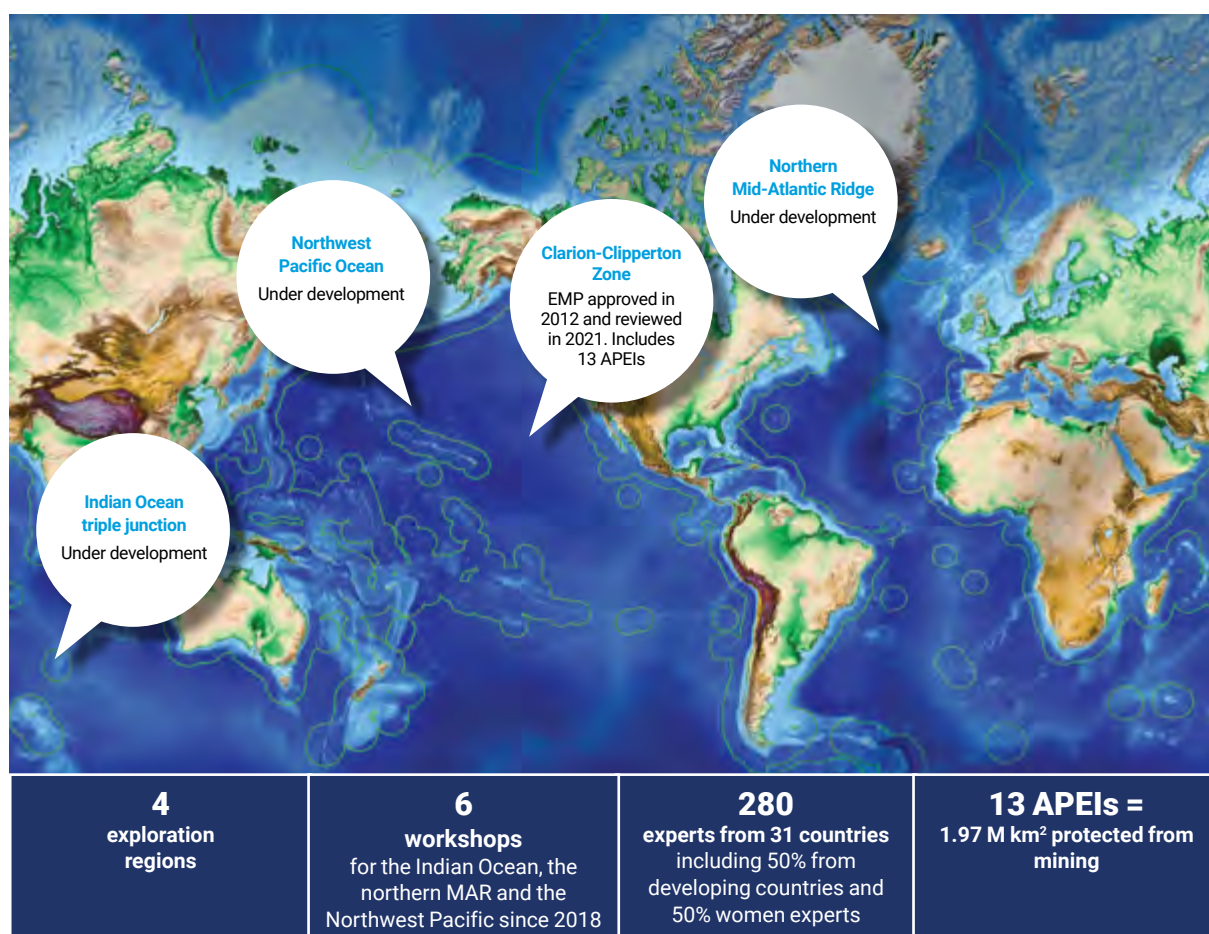 Northern
Mid-Atlantic Ridge
Under development
Northwest
Pacific Ocean
Under development
Clarion-Clipperton
Zone
EMP approved in
2012 and reviewed
in 2021. Includes
13 APEIs
Indian Ocean
triple junction
Under development
4
exploration
regions
6
workshops
for the Indian Ocean, the
northern MAR and the
Northwest Pacific since 2018
280
experts from 31 countries
including 50% from
developing countries and
50% women experts
13 APEIs =
1.97 M km² protected from
mining